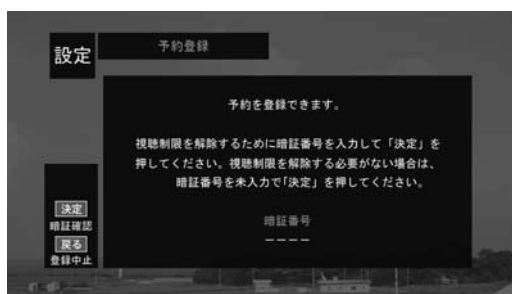 設定
予約登録
予約を登録できます。
視聴制限を解除するために暗証番号を入力して「決定」を
押してください。視聴制限を解除する必要がない場合は、
暗証番号を未入力で「決定」を押してください。
暗証番号
－－－－
決定
暗証確認
戻る
登録中止